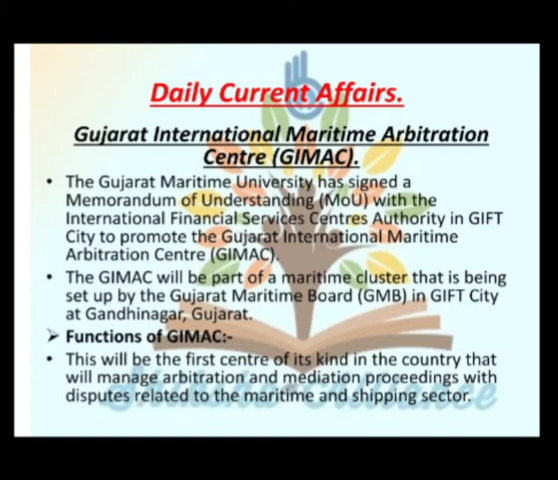 Daily Current Affairs.
Gujarat International Maritime Arbitration
Centre (GIMAC).
• The Gujarat Maritime University has signed a
Memorandum of Understanding (MoU) with the
International Financial Services Centres Authority in GIFT
City to promote the Gujarat International Maritime
Arbitration Centre (GIMAC).
• The GIMAC will be part of a maritime cluster that is being
set up by the Gujarat Maritime Board (GMB) in GIFT City
at Gandhinagar, Gujarat.
➢ Functions of GIMAC:-
• This will be the first centre of its kind in the country that
will manage arbitration and mediation proceedings with
disputes related to the maritime and shipping sector.